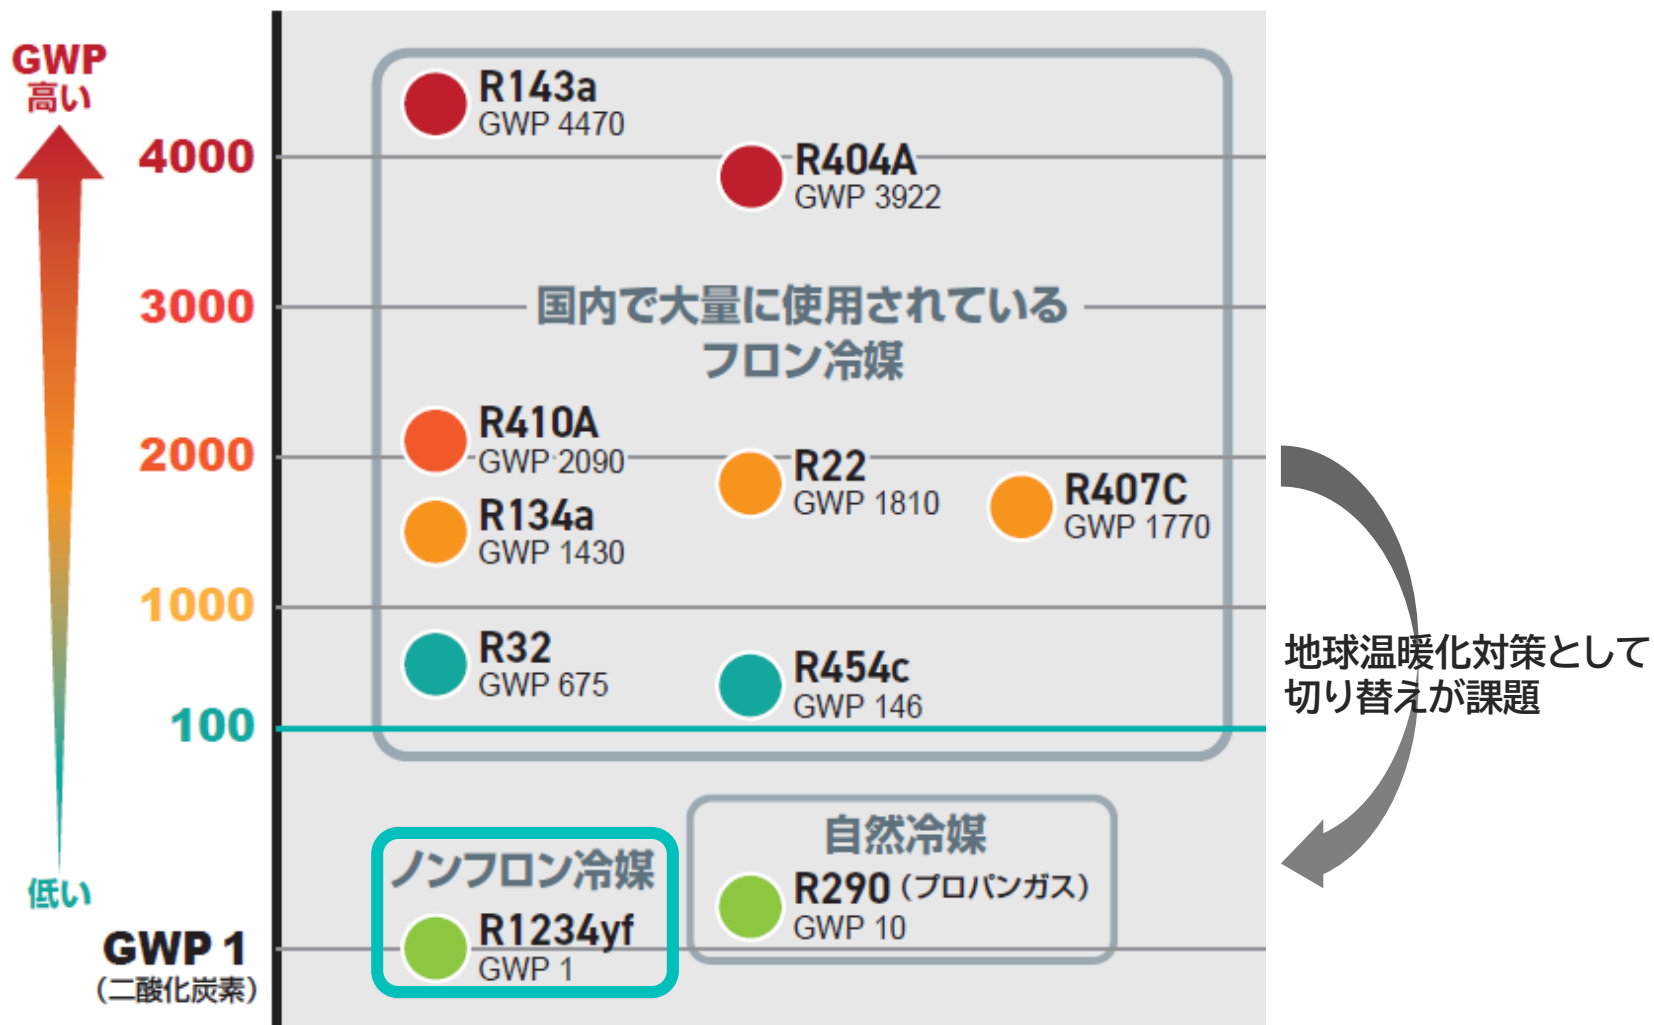 GWP
高い
4000
3000
2000
1000
100
低い
GWP 1
（二酸化炭素）
R143a
GWP 4470
R404A
GWP 3922
国内で大量に使用されている
フロン冷媒
R410A
GWP 2090
R22
GWP 1810
R407C
GWP 1770
R134a
GWP 1430
R32
GWP 675
R454c
GWP 146
ノンフロン冷媒
R1234yf
GWP 1
自然冷媒
R290（プロパンガス）
GWP 10
地球温暖化対策として
切り替えが課題